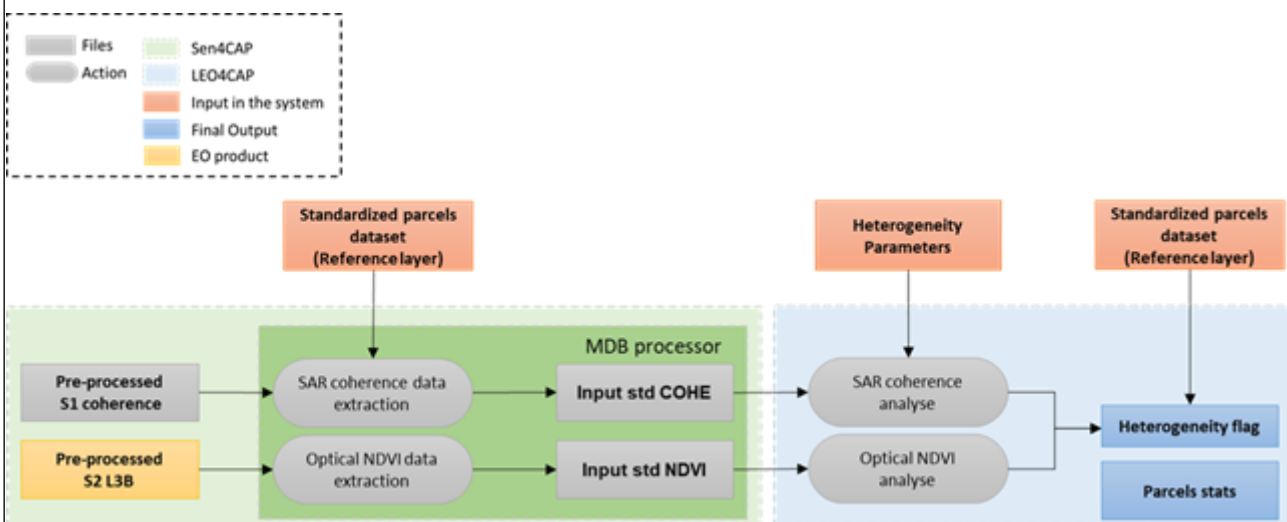 Files
Action
Sen4CAP
LEO4CAP
Input in the system
Final Output
EO product
Standardized parcels
dataset
(Reference layer)
Heterogeneity
Parameters
Standardized parcels
dataset
(Reference layer)
MDB processor
Pre-processed
S1 coherence
SAR coherence data
extraction
Input std COHE
SAR coherence
analyse
Heterogeneity flag
Pre-processed
S2 L3B
Optical NDVI data
extraction
Input std NDVI
Optical NDVI
analyse
Parcels stats